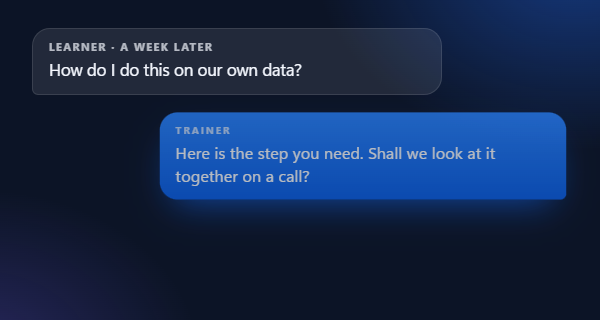 LEARNER · A WEEK LATER
How do I do this on our own data?
TRAINER
Here is the step you need. Shall we look at it
together on a call?